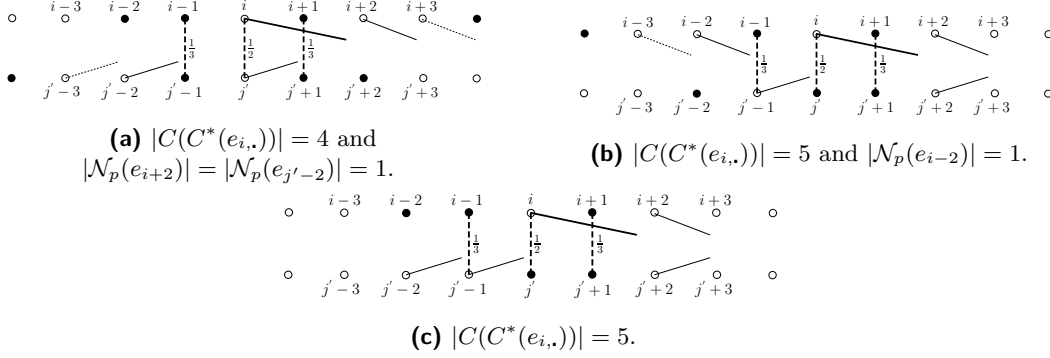 i − 3 i − 2 i − 1 i i + 1 i + 2 i + 3
1/3 1/2 1/3
j′ − 3 j′ − 2 j′ − 1 j′ j′ + 1 j′ + 2 j′ + 3
(a) |C(C*(e_{i,.}))| = 4 and
|𝒩_p(e_{i+2})| = |𝒩_p(e_{j′−2})| = 1.
i − 3 i − 2 i − 1 i i + 1 i + 2 i + 3
1/3 1/2 1/3
j′ − 3 j′ − 2 j′ − 1 j′ j′ + 1 j′ + 2 j′ + 3
(b) |C(C*(e_{i,.}))| = 5 and |𝒩_p(e_{i−2})| = 1.
i − 3 i − 2 i − 1 i i + 1 i + 2 i + 3
1/3 1/2 1/3
j′ − 3 j′ − 2 j′ − 1 j′ j′ + 1 j′ + 2 j′ + 3
(c) |C(C*(e_{i,.}))| = 5.